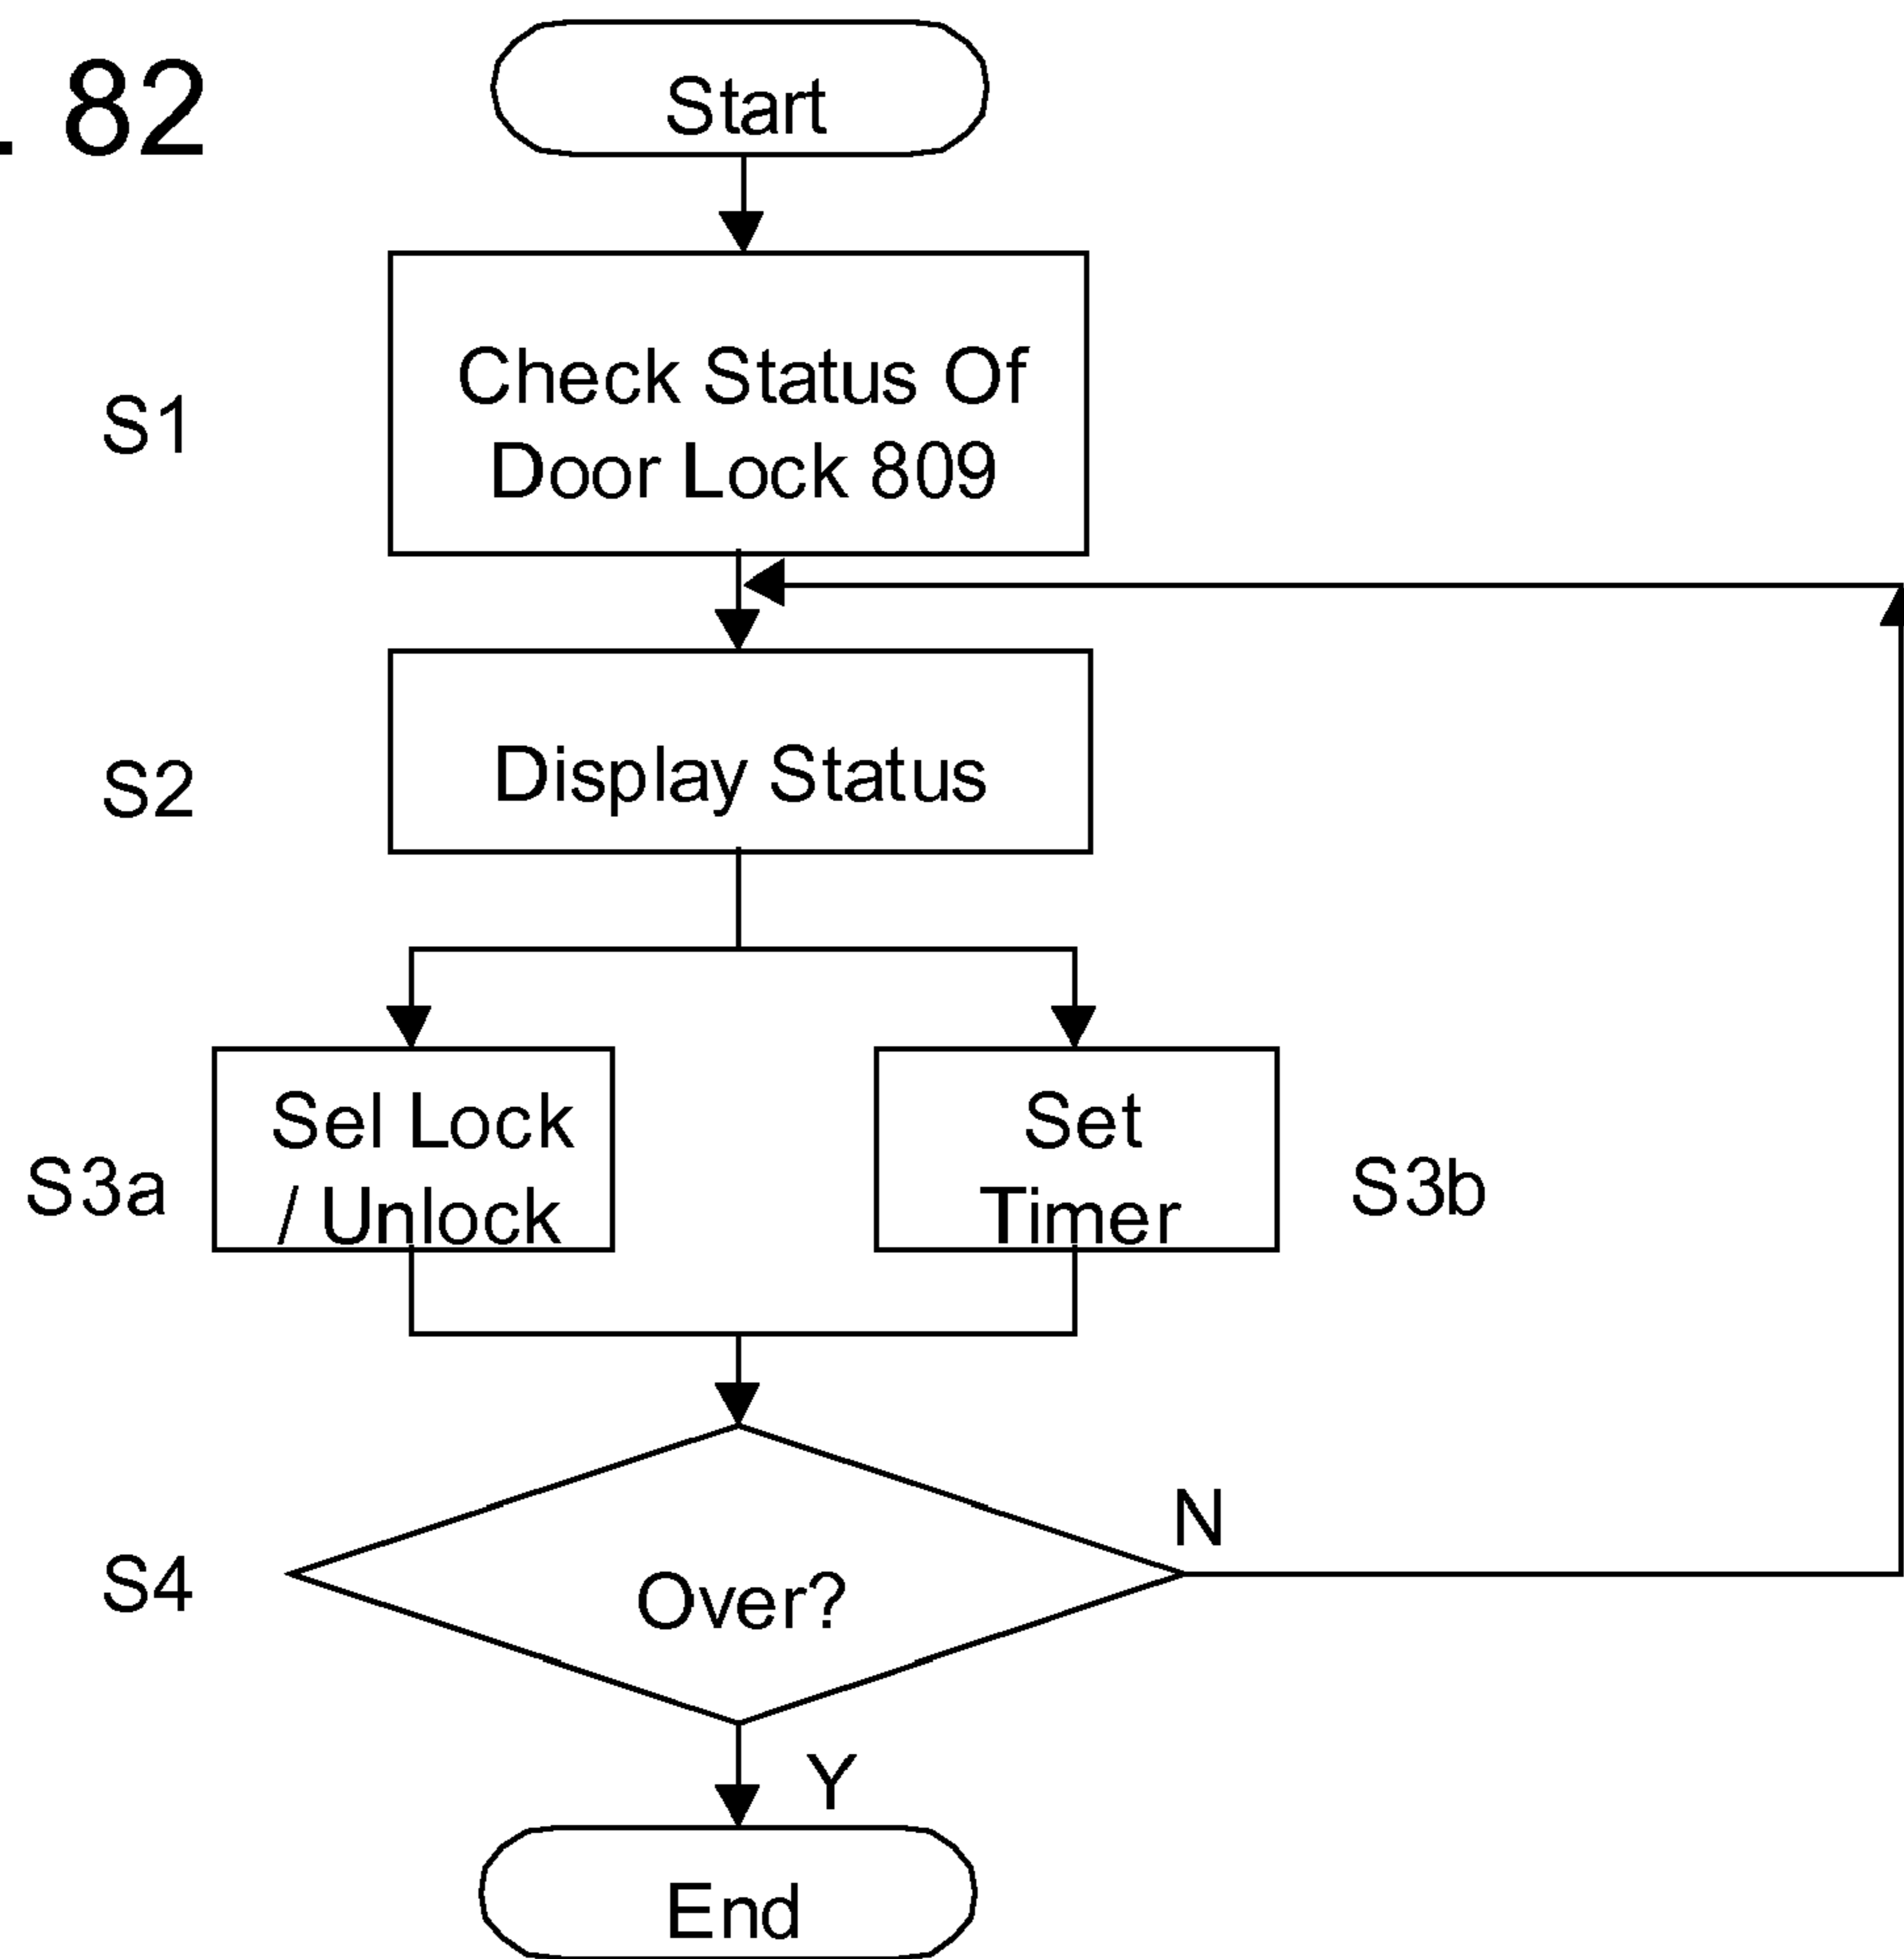 . 82
Start
S1
Check Status Of
Door Lock 809
S2
Display Status
S3a
Sel Lock
/ Unlock
Set
Timer
S3b
S4
Over?
N
Y
End